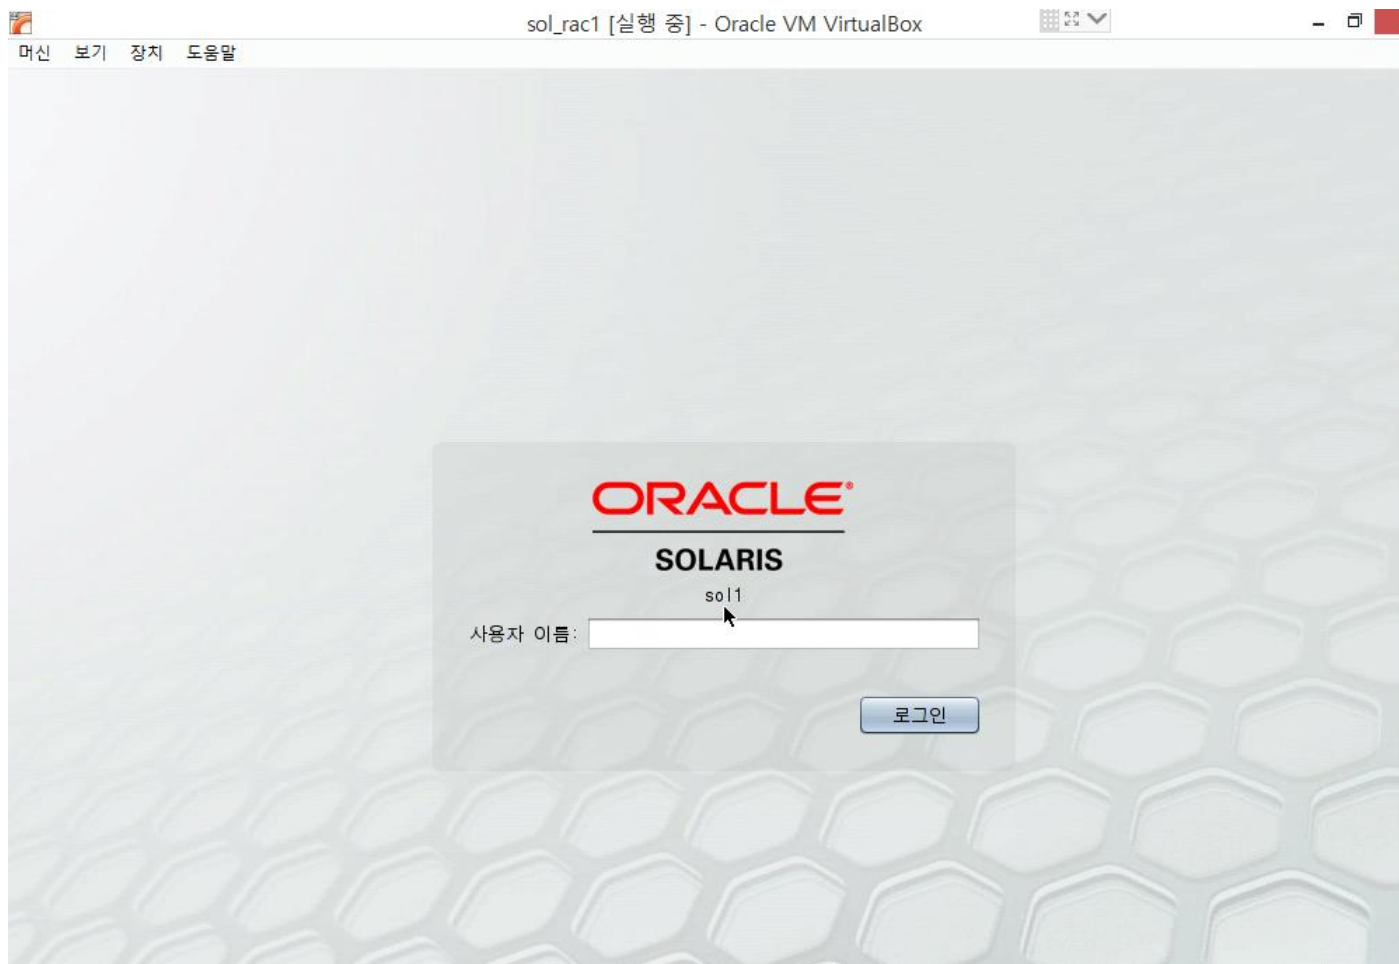 sol_rac1 [실행 중] - Oracle VM VirtualBox
머신 보기 장치 도움말
ORACLE®
SOLARIS
sol1
사용자 이름:
로그인